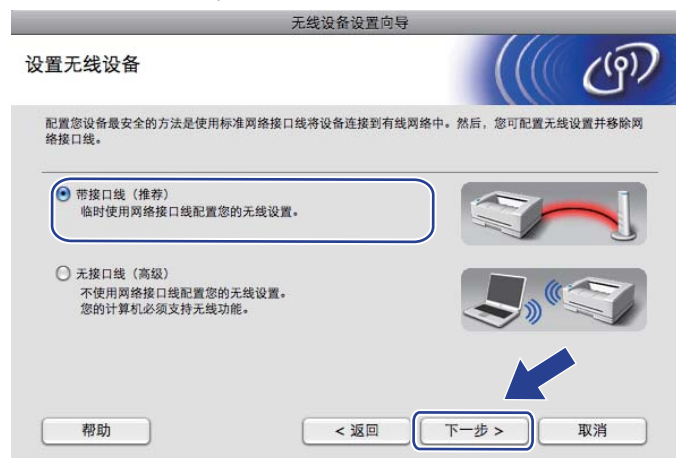 无线设备设置向导
设置无线设备
配置您设备最安全的方法是使用标准网络接口线将设备连接到有线网络中。然后，您可配置无线设置并移除网
络接口线。
带接口线（推荐）
临时使用网络接口线配置您的无线设置。
无接口线（高级）
不使用网络接口线配置您的无线设置。
您的计算机必须支持无线功能。
帮助
< 返回
下一步 >
取消